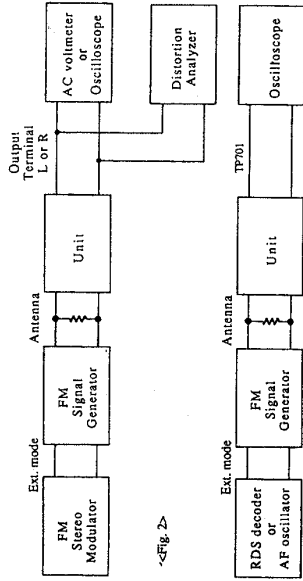 FM
Stereo
Modulator
Ext. mode
FM
Signal
Generator
Antenna
Unit
Output
Terminal
L or R
AC voltmeter
or
Oscilloscope
Distortion
Analyzer
<Fig. 2>
RDS decoder
or
AF oscillator
Ext. mode
FM
Signal
Generator
Antenna
Unit
TP701
Oscilloscope